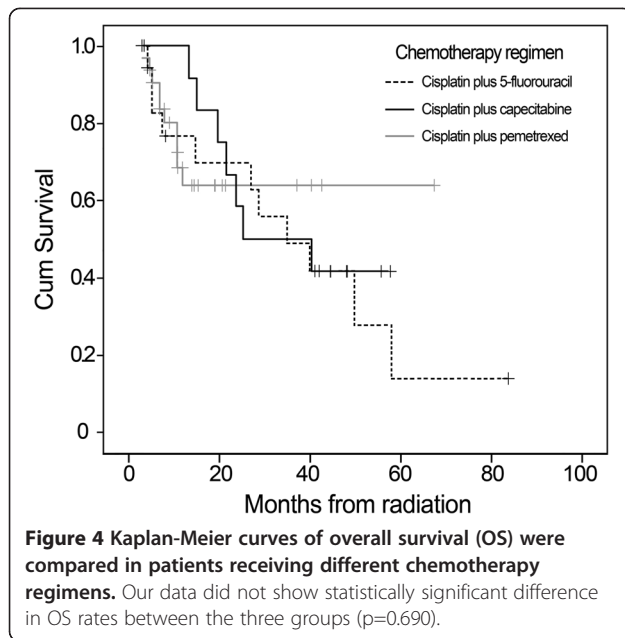 Chemotherapy regimen
Cisplatin plus 5-fluorouracil
Cisplatin plus capecitabine
Cisplatin plus pemetrexed
Cum Survival
1.0
0.8
0.6
0.4
0.2
0
0 20 40 60 80 100
Months from radiation
Figure 4 Kaplan-Meier curves of overall survival (OS) were
compared in patients receiving different chemotherapy
regimens. Our data did not show statistically significant difference
in OS rates between the three groups (p=0.690).